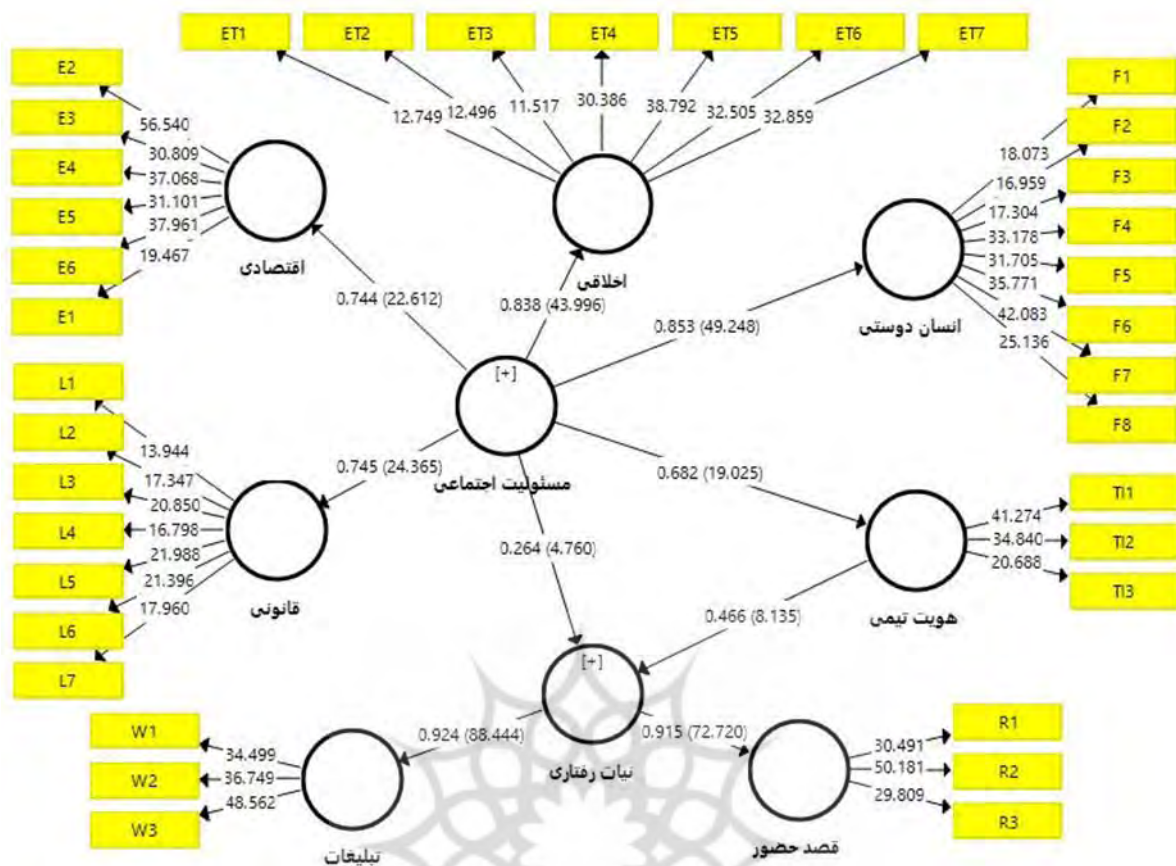 ET1
ET2
ET3
ET4
ET5
ET6
ET7
12.749
12.496
11.517
30.386
38.792
32.505
32.859
E2
E3
E4
E5
E6
E1
56.540
30.809
37.068
31.101
37.961
19.467
اقتصادی
اخلاقی
F1
F2
F3
F4
F5
F6
F7
F8
18.073
16.959
17.304
33.178
31.705
35.771
42.083
25.136
انسان دوستی
0.744 (22.612)
0.838 (43.996)
0.853 (49.248)
[+]
مسئولیت اجتماعی
0.745 (24.365)
0.682 (19.025)
0.264 (4.760)
L1
L2
L3
L4
L5
L6
L7
13.944
17.347
20.850
16.798
21.988
21.396
17.960
قانونی
TI1
TI2
TI3
41.274
34.840
20.688
هویت تیمی
0.466 (8.135)
[+]
نیات رفتاری
0.924 (88.444)
0.915 (72.720)
W1
W2
W3
34.499
36.749
48.562
تبلیغات
R1
R2
R3
30.491
50.181
29.809
قصد حضور